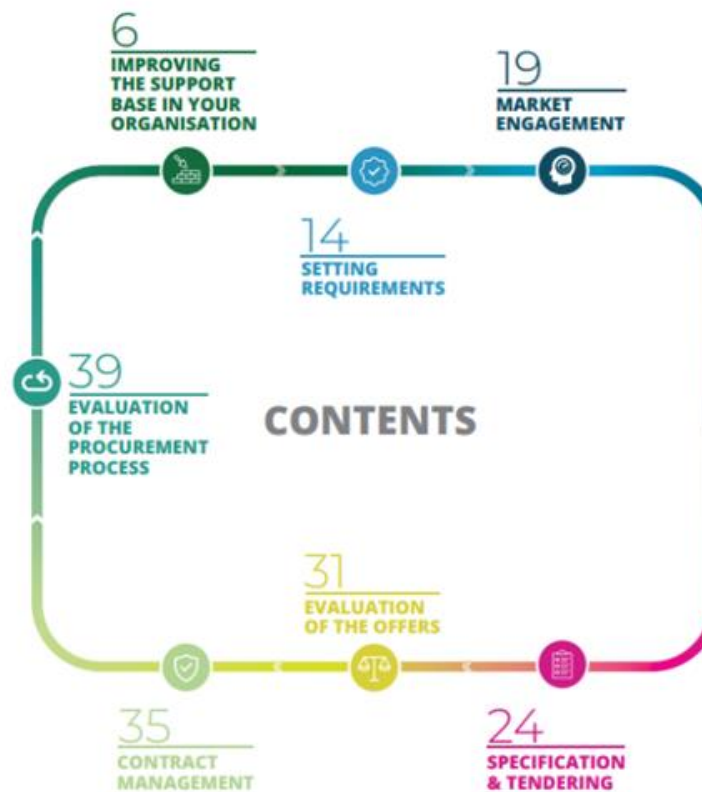 6
IMPROVING
THE SUPPORT
BASE IN YOUR
ORGANISATION
19
MARKET
ENGAGEMENT
14
SETTING
REQUIREMENTS
39
EVALUATION
OF THE
PROCUREMENT
PROCESS
CONTENTS
31
EVALUATION
OF THE OFFERS
35
CONTRACT
MANAGEMENT
24
SPECIFICATION
& TENDERING